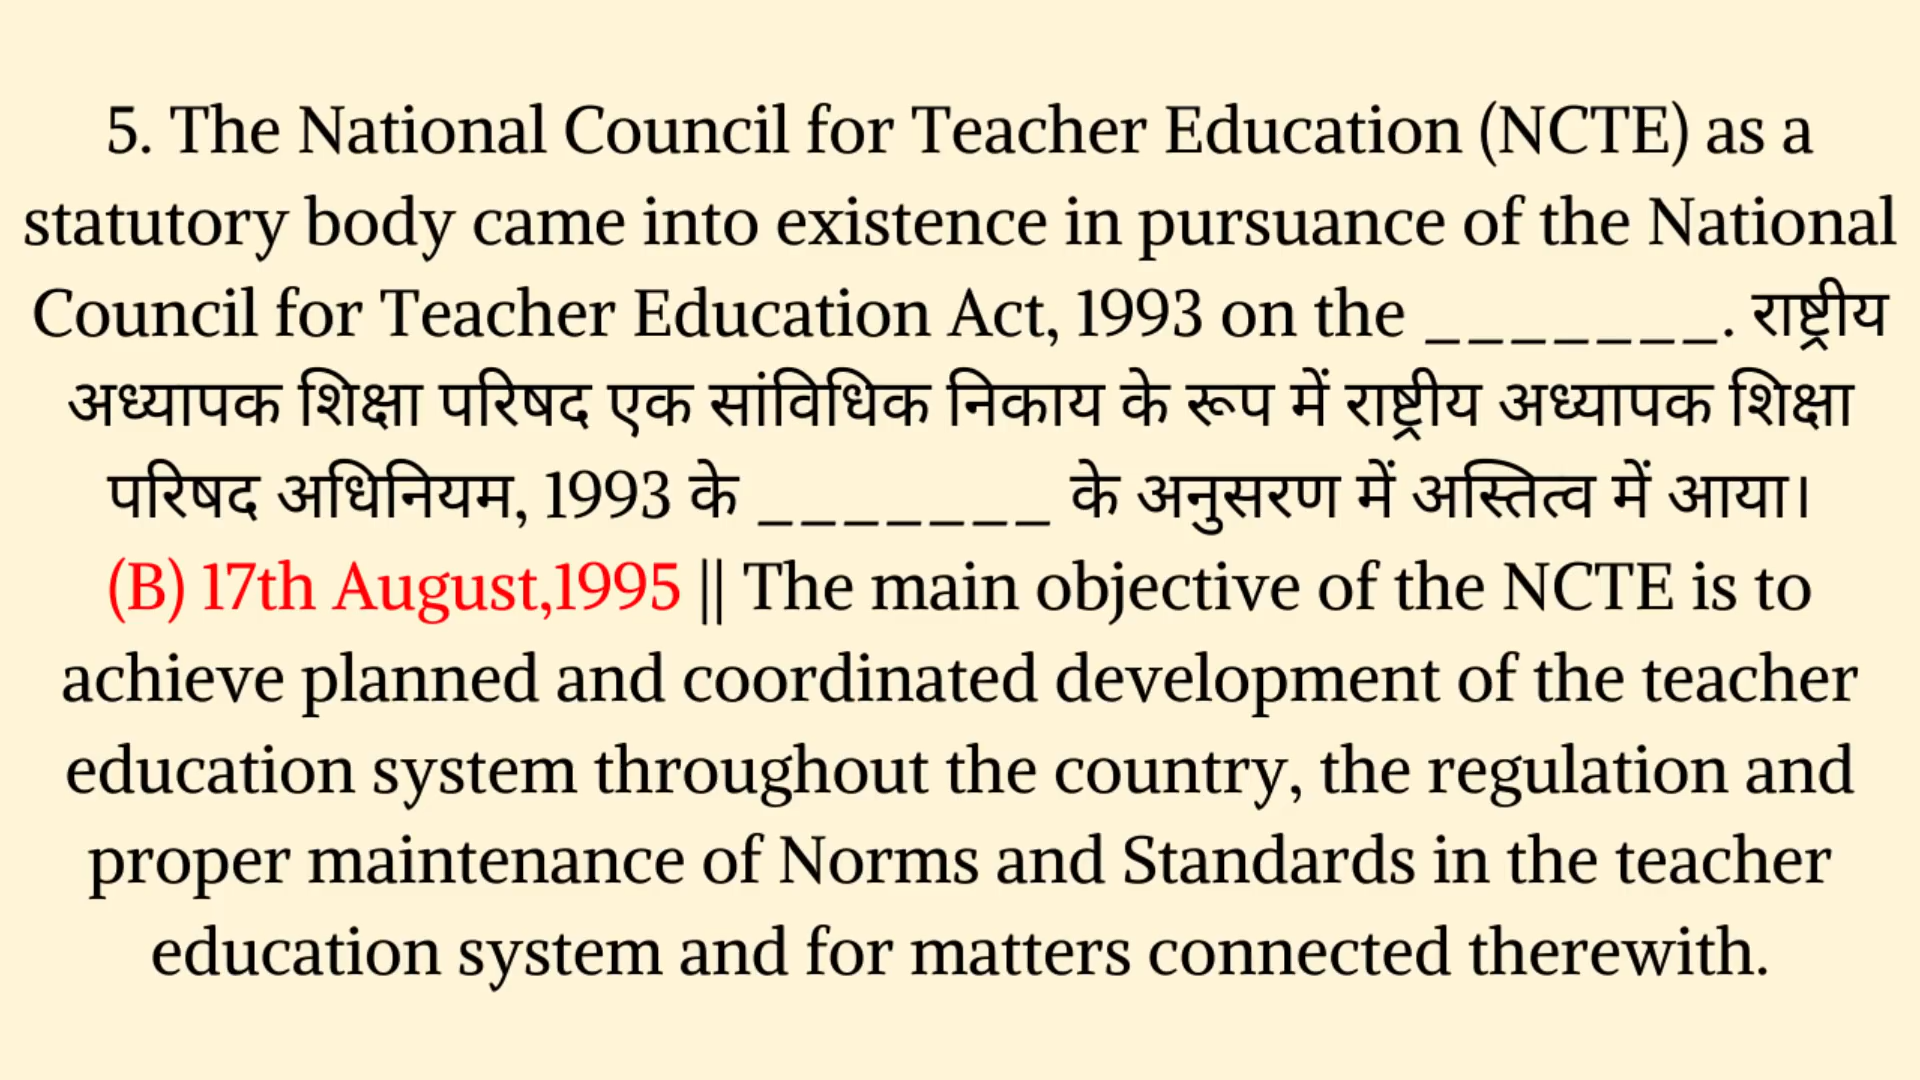 5. The National Council for Teacher Education (NCTE) as a
statutory body came into existence in pursuance of the National
Council for Teacher Education Act, 1993 on the _______. राष्ट्रीय
अध्यापक शिक्षा परिषद एक सांविधिक निकाय के रूप में राष्ट्रीय अध्यापक शिक्षा
परिषद अधिनियम, 1993 के _______ के अनुसरण में अस्तित्व में आया।
(B) 17th August,1995 || The main objective of the NCTE is to
achieve planned and coordinated development of the teacher
education system throughout the country, the regulation and
proper maintenance of Norms and Standards in the teacher
education system and for matters connected therewith.